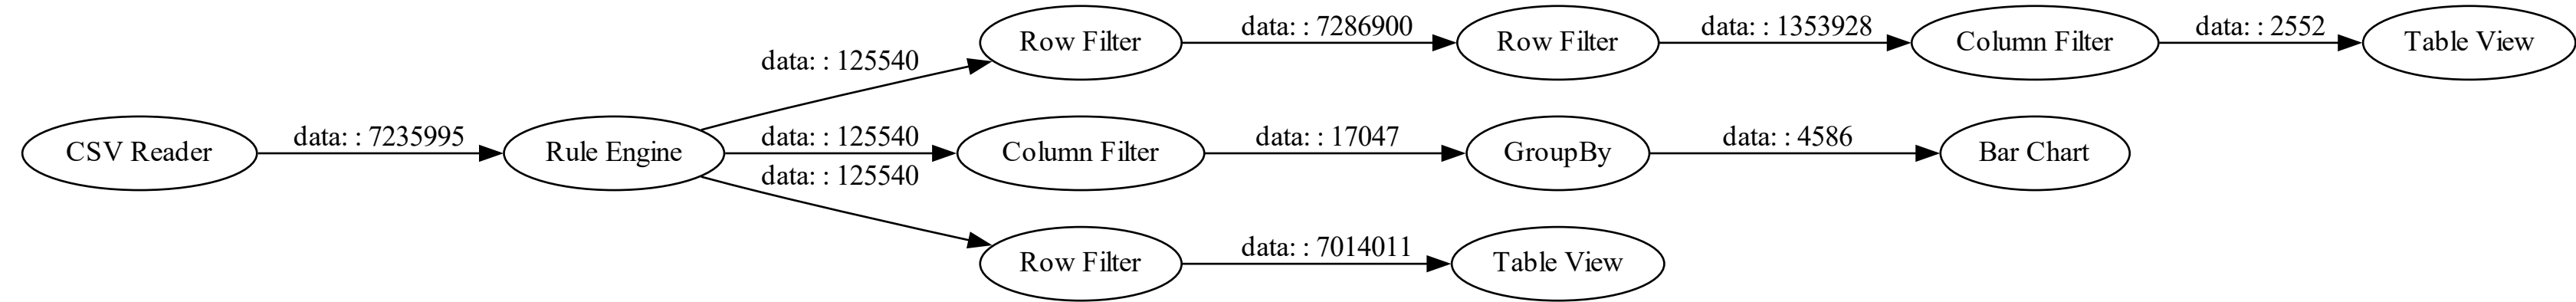 CSV Reader
data: : 7235995
Rule Engine
data: : 125540
Row Filter
data: : 7286900
Row Filter
data: : 1353928
Column Filter
data: : 2552
Table View
data: : 125540
Column Filter
data: : 17047
GroupBy
data: : 4586
Bar Chart
data: : 125540
Row Filter
data: : 7014011
Table View